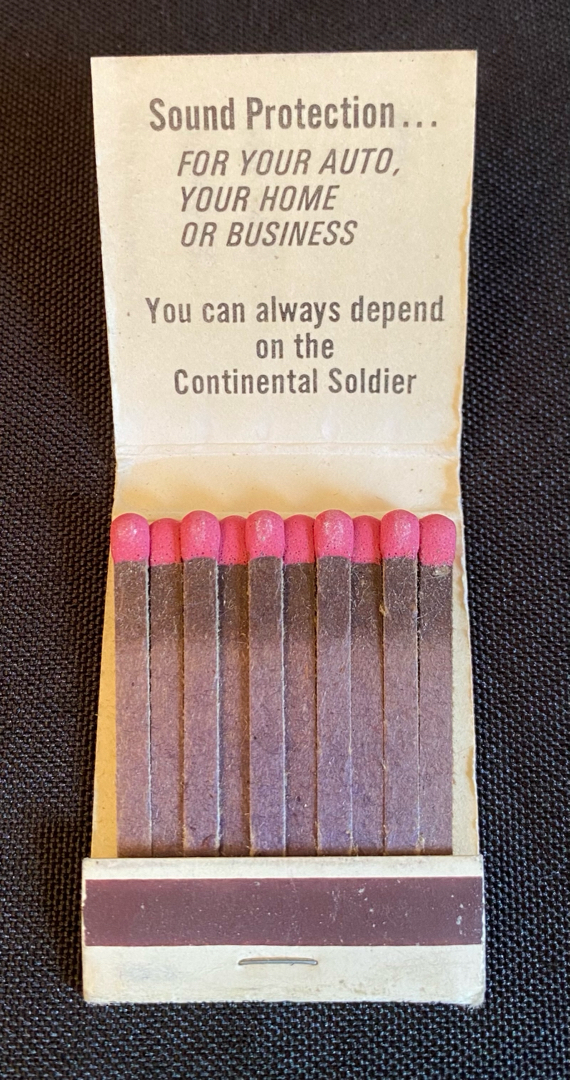 Sound Protection...
FOR YOUR AUTO,
YOUR HOME
OR BUSINESS
You can always depend
on the
Continental Soldier